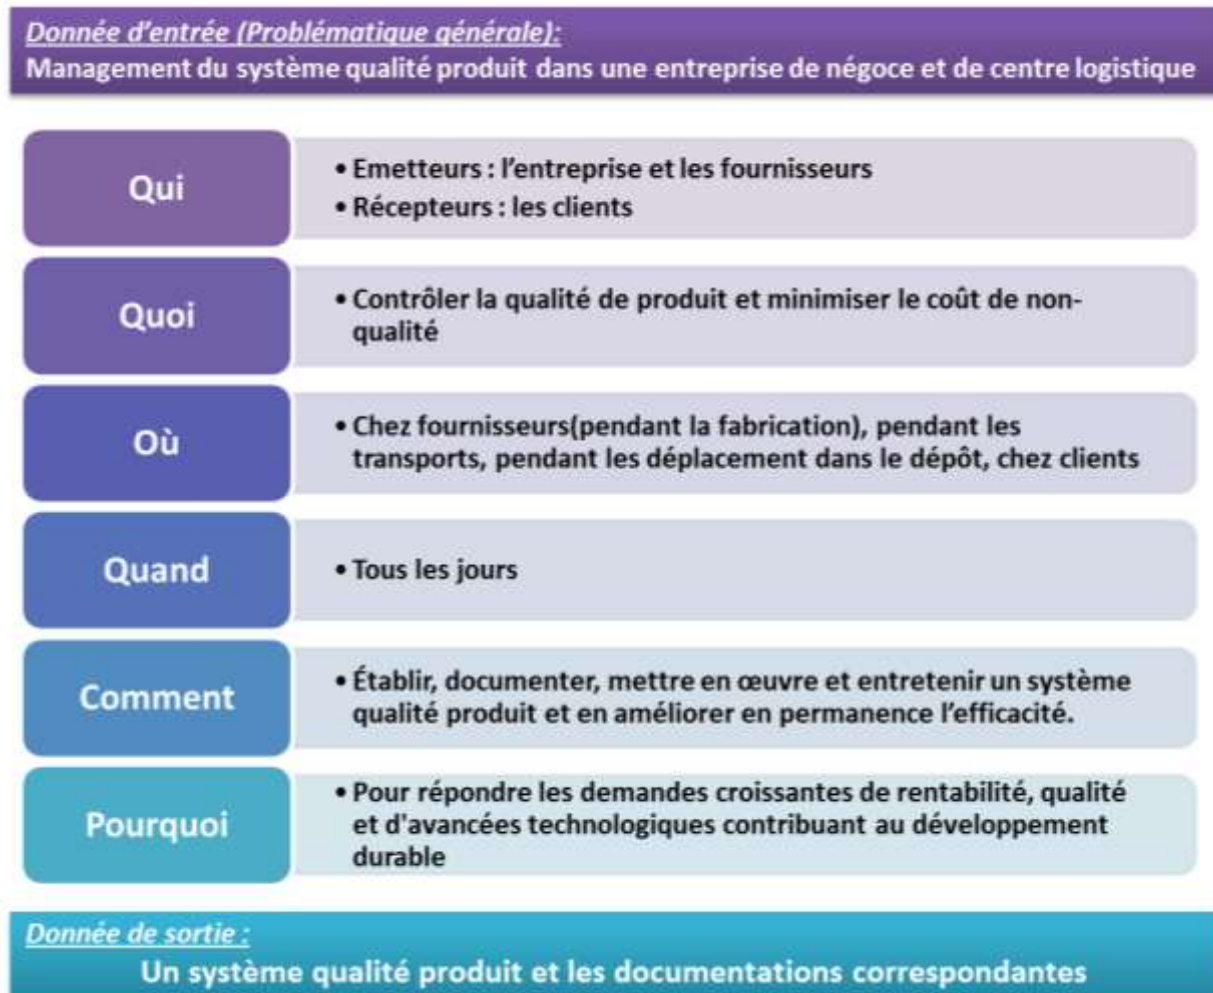 Donnée d'entrée (Problématique générale):
Management du système qualité produit dans une entreprise de négoce et de centre logistique
Qui
• Emetteurs : l'entreprise et les fournisseurs
• Récepteurs : les clients
Quoi
• Contrôler la qualité de produit et minimiser le coût de non-
qualité
Où
• Chez fournisseurs(pendant la fabrication), pendant les
transports, pendant les déplacement dans le dépôt, chez clients
Quand
• Tous les jours
Comment
• Établir, documenter, mettre en œuvre et entretenir un système
qualité produit et en améliorer en permanence l'efficacité.
Pourquoi
• Pour répondre les demandes croissantes de rentabilité, qualité
et d'avancées technologiques contribuant au développement
durable
Donnée de sortie :
Un système qualité produit et les documentations correspondantes